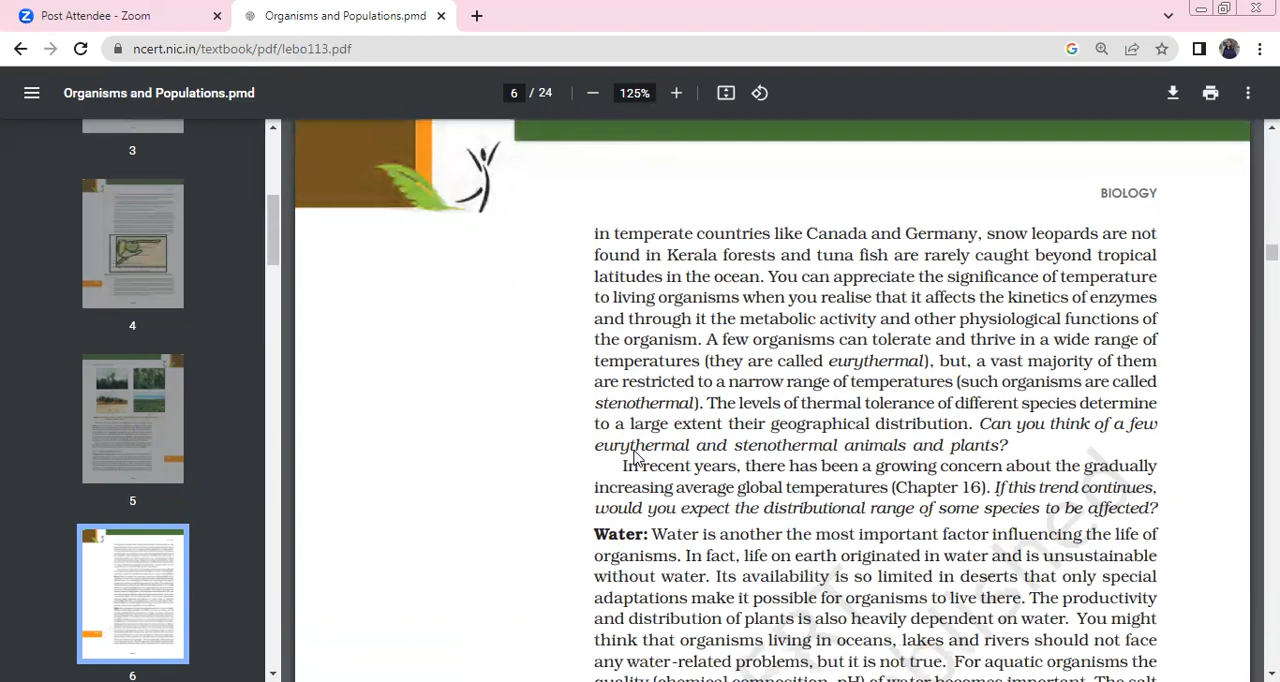 Post Attendee - Zoom
Organisms and Populations.pmd
ncert.nic.in/textbook/pdf/lebo113.pdf
Organisms and Populations.pmd
6 / 24
125%
3
4
5
6
BIOLOGY
in temperate countries like Canada and Germany, snow leopards are not
found in Kerala forests and tuna fish are rarely caught beyond tropical
latitudes in the ocean. You can appreciate the significance of temperature
to living organisms when you realise that it affects the kinetics of enzymes
and through it the metabolic activity and other physiological functions of
the organism. A few organisms can tolerate and thrive in a wide range of
temperatures (they are called eurythermal), but, a vast majority of them
are restricted to a narrow range of temperatures (such organisms are called
stenothermal). The levels of thermal tolerance of different species determine
to a large extent their geographical distribution. Can you think of a few
eurythermal and stenothermal animals and plants?
In recent years, there has been a growing concern about the gradually
increasing average global temperatures (Chapter 16). If this trend continues,
would you expect the distributional range of some species to be affected?
Water: Water is another the most important factor influencing the life of
organisms. In fact, life on earth originated in water and is unsustainable
without water. Its availability is so limited in deserts that only special
adaptations make it possible for organisms to live there. The productivity
and distribution of plants is also heavily dependent on water. You might
think that organisms living in oceans, lakes and rivers should not face
any water-related problems, but it is not true. For aquatic organisms the
quality (chemical composition, pH) of water becomes important. The salt